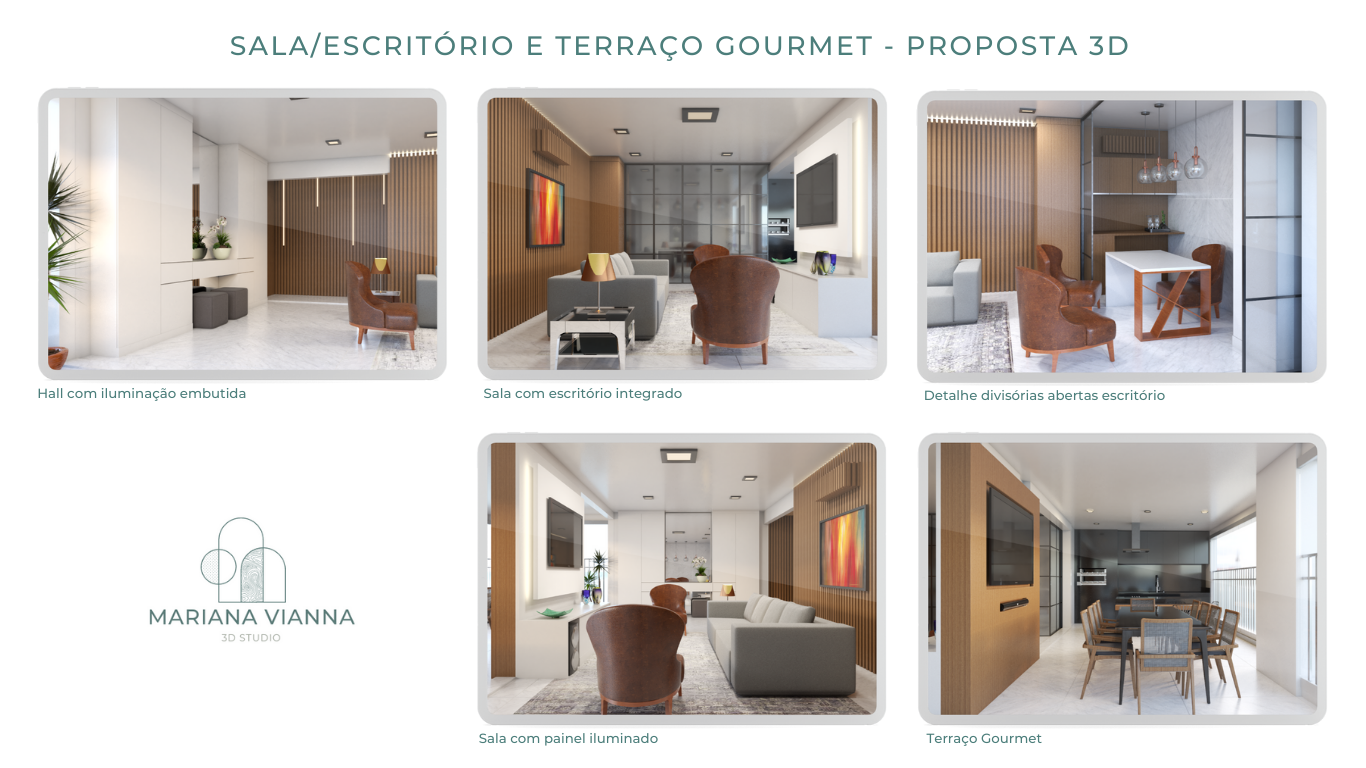 SALA/ESCRITÓRIO E TERRAÇO GOURMET - PROPOSTA 3D
Hall com iluminação embutida
Sala com escritório integrado
Detalhe divisórias abertas escritório
MARIANA VIANNA
3D STUDIO
Sala com painel iluminado
Terraço Gourmet